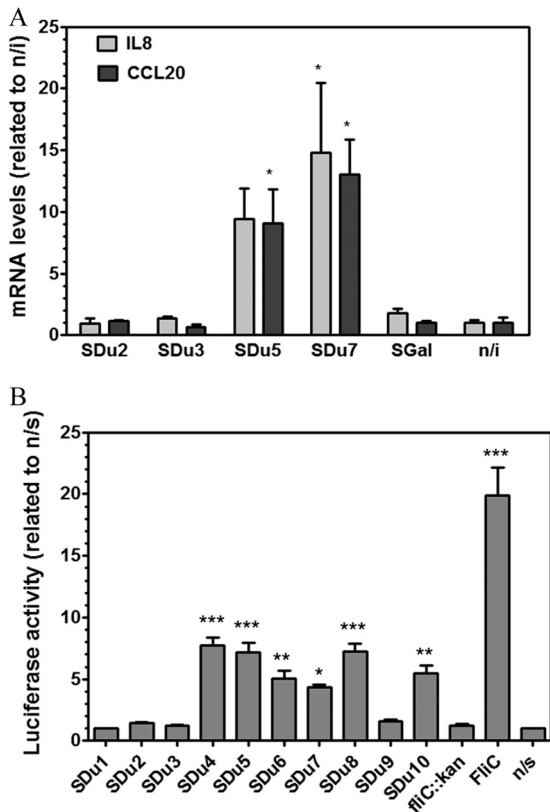 A
IL8
CCL20
mRNA levels (related to n/i)
25
20
15
10
5
0
*
*
*
SDu2 SDu3 SDu5 SDu7 SGal n/i
B
Luciferase activity (related to n/s)
25
20
15
10
5
0
*** *** ** * *** ** ***
SDu1 SDu2 SDu3 SDu4 SDu5 SDu6 SDu7 SDu8 SDu9 SDu10 fliC::kan FliC n/s